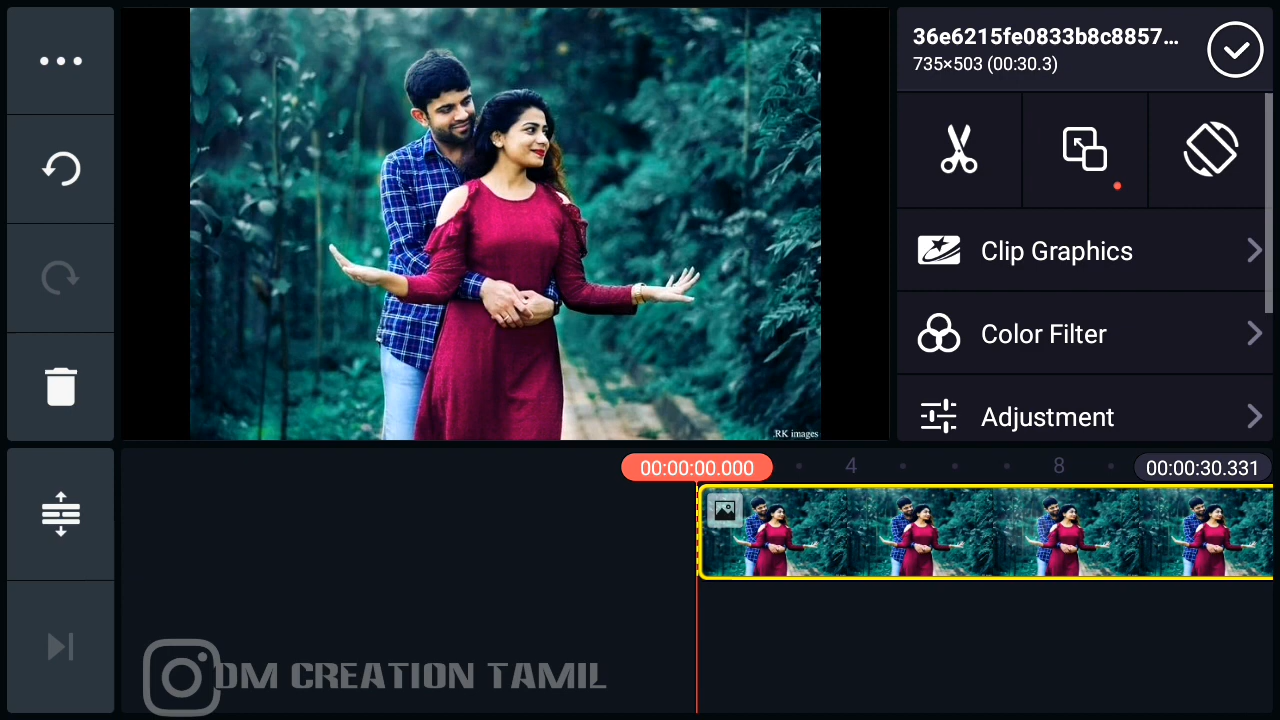 36e6215fe0833b8c8857...
735×503 (00:30.3)
Clip Graphics
Color Filter
Adjustment
.RK images
00:00:00.000
4
8
00:00:30.331
DM CREATION TAMIL